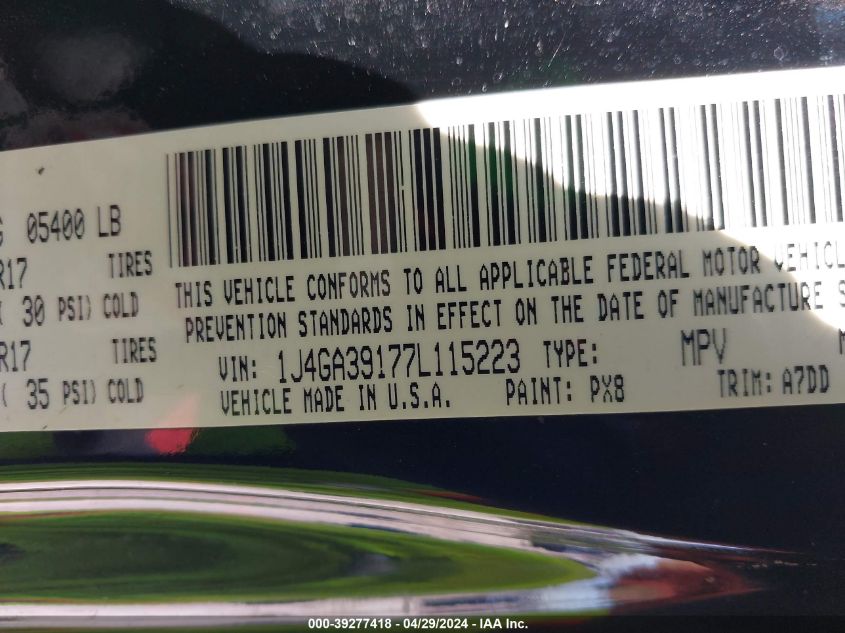 05400 LB
R17 TIRES
30 PSI) COLD
R17 TIRES
( 35 PSI) COLD
THIS VEHICLE CONFORMS TO ALL APPLICABLE FEDERAL MOTOR
PREVENTION STANDARDS IN EFFECT ON THE DATE OF MANUFACTURE
VIN: 1J4GA39177L115223 TYPE: MPV
VEHICLE MADE IN U.S.A. PAINT: PX8 TRIM: A7DD
000-39277418 - 04/29/2024 - IAA Inc.